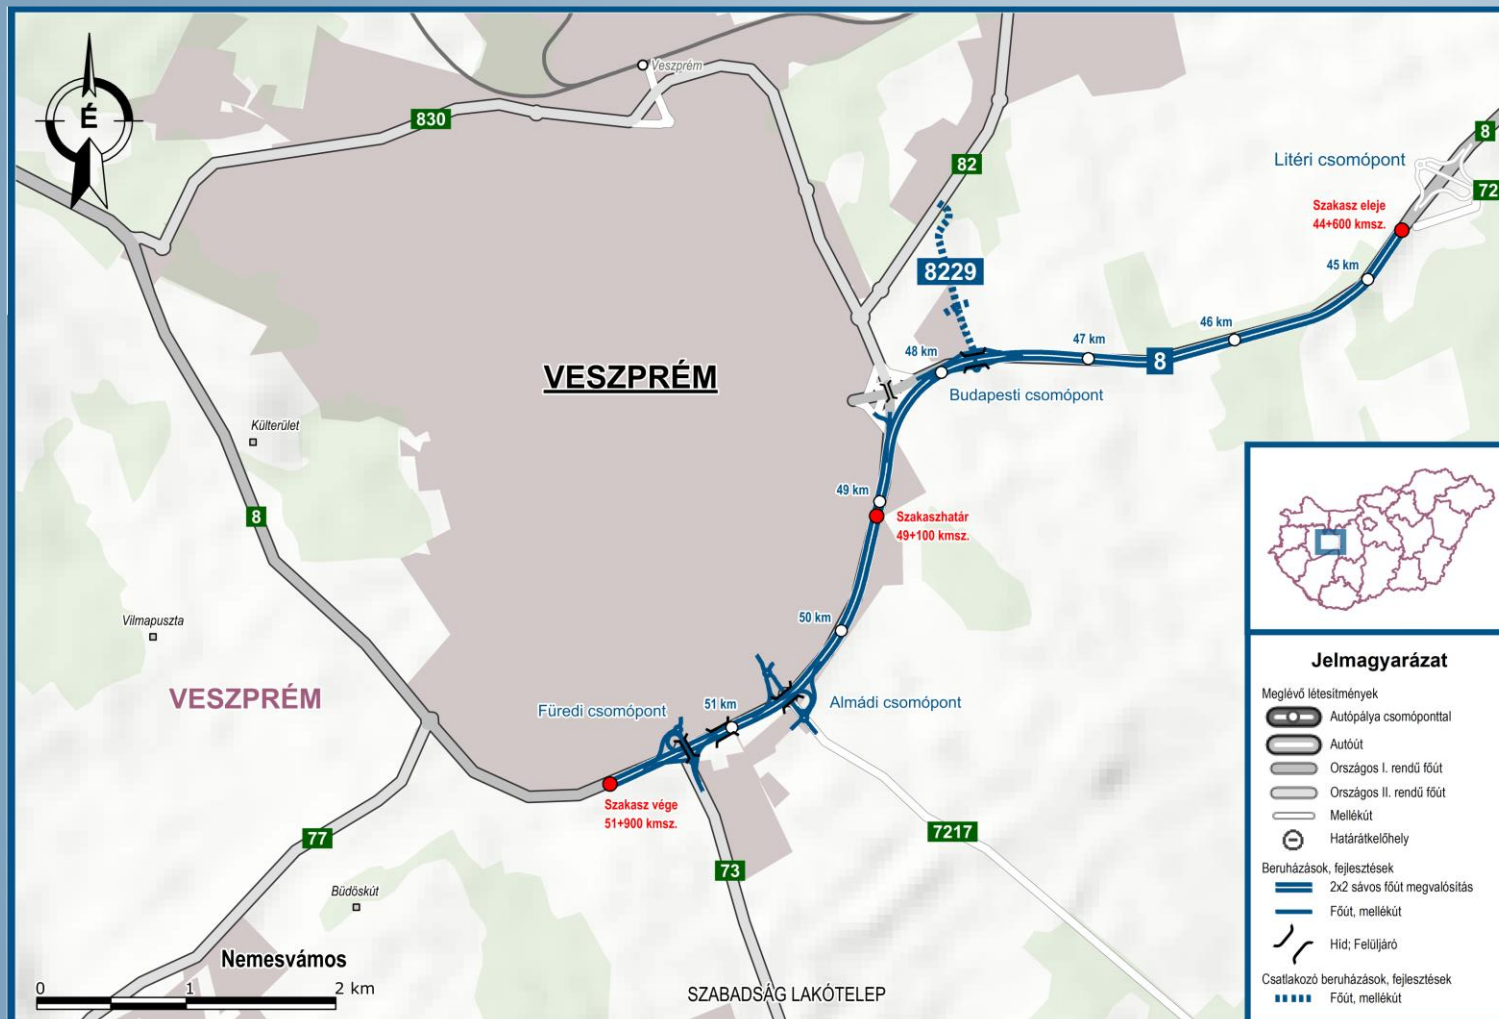 É
830
Veszprém
82
Litéri csomópont
8
72
Szakasz eleje
44+600 kmsz.
45 km
8229
46 km
47 km
48 km
8
VESZPRÉM
Budapesti csomópont
Külterület
49 km
Szakaszhatár
49+100 kmsz.
8
50 km
Vilmapuszta
VESZPRÉM
Füredi csomópont
51 km
Almádi csomópont
Szakasz vége
51+900 kmsz.
77
7217
73
Büdöskút
Nemesvámos
0 1 2 km
SZABADSÁG LAKÓTELEP
Jelmagyarázat
Meglévő létesítmények
Autópálya csomóponttal
Autóút
Országos I. rendű főút
Országos II. rendű főút
Mellékút
Határátkelőhely
Beruházások, fejlesztések
2x2 sávos főút megvalósítás
Főút, mellékút
Híd; Felüljáró
Csatlakozó beruházások, fejlesztések
Főút, mellékút